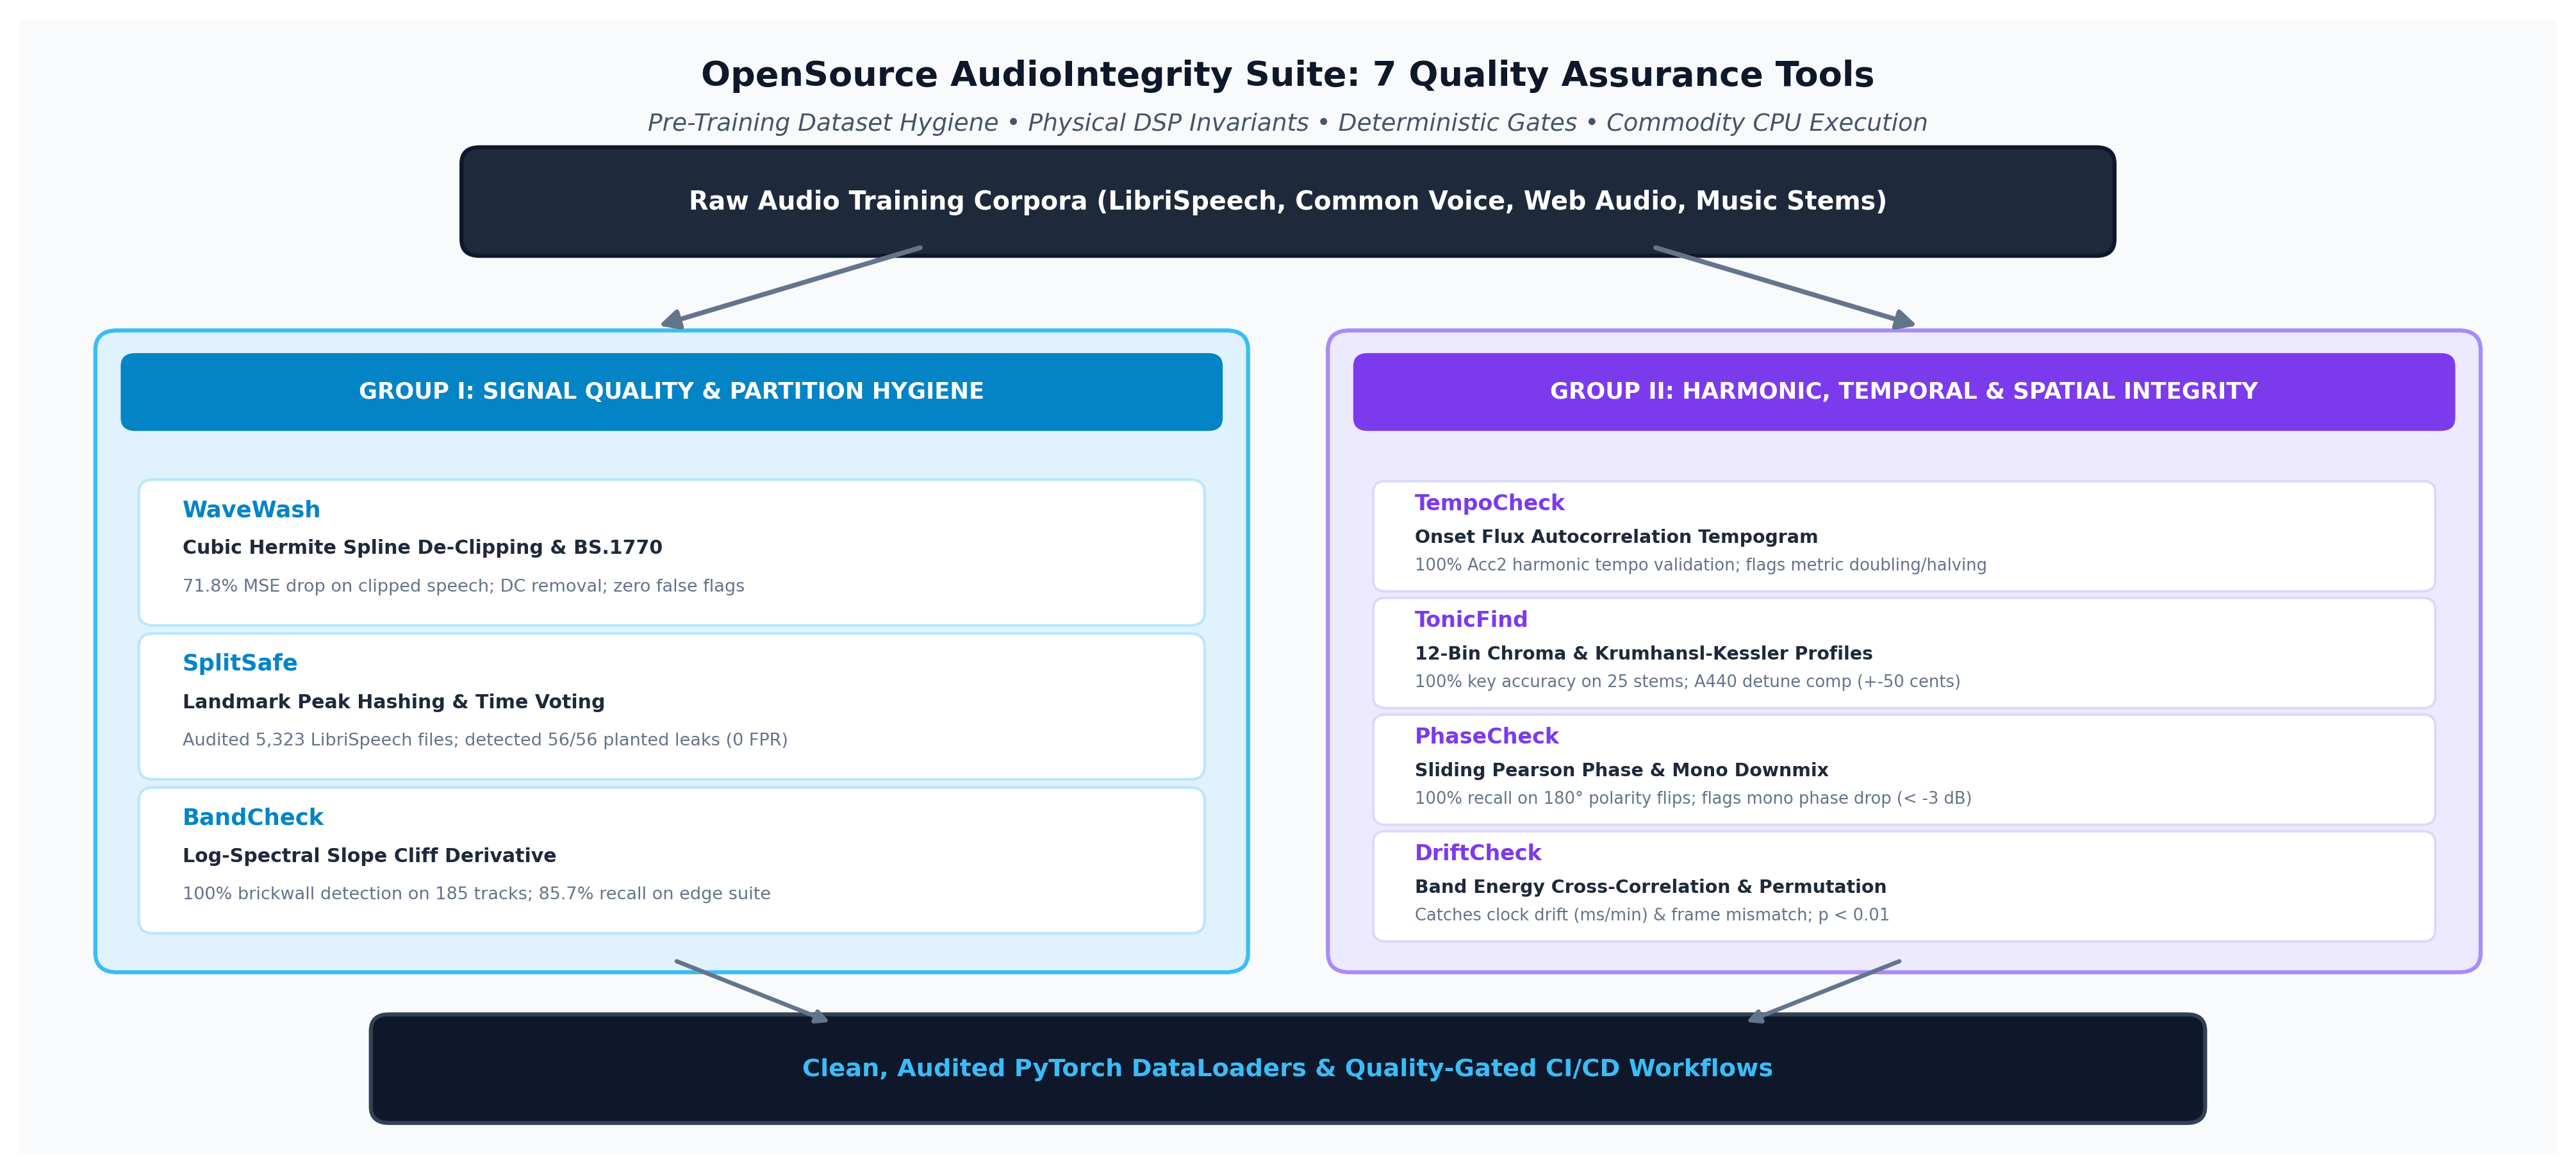 OpenSource AudioIntegrity Suite: 7 Quality Assurance Tools
Pre-Training Dataset Hygiene • Physical DSP Invariants • Deterministic Gates • Commodity CPU Execution
Raw Audio Training Corpora (LibriSpeech, Common Voice, Web Audio, Music Stems)
GROUP I: SIGNAL QUALITY & PARTITION HYGIENE
WaveWash
Cubic Hermite Spline De-Clipping & BS.1770
71.8% MSE drop on clipped speech; DC removal; zero false flags
SplitSafe
Landmark Peak Hashing & Time Voting
Audited 5,323 LibriSpeech files; detected 56/56 planted leaks (0 FPR)
BandCheck
Log-Spectral Slope Cliff Derivative
100% brickwall detection on 185 tracks; 85.7% recall on edge suite
GROUP II: HARMONIC, TEMPORAL & SPATIAL INTEGRITY
TempoCheck
Onset Flux Autocorrelation Tempogram
100% Acc2 harmonic tempo validation; flags metric doubling/halving
TonicFind
12-Bin Chroma & Krumhansl-Kessler Profiles
100% key accuracy on 25 stems; A440 detune comp (+-50 cents)
PhaseCheck
Sliding Pearson Phase & Mono Downmix
100% recall on 180° polarity flips; flags mono phase drop (< -3 dB)
DriftCheck
Band Energy Cross-Correlation & Permutation
Catches clock drift (ms/min) & frame mismatch; p < 0.01
Clean, Audited PyTorch DataLoaders & Quality-Gated CI/CD Workflows